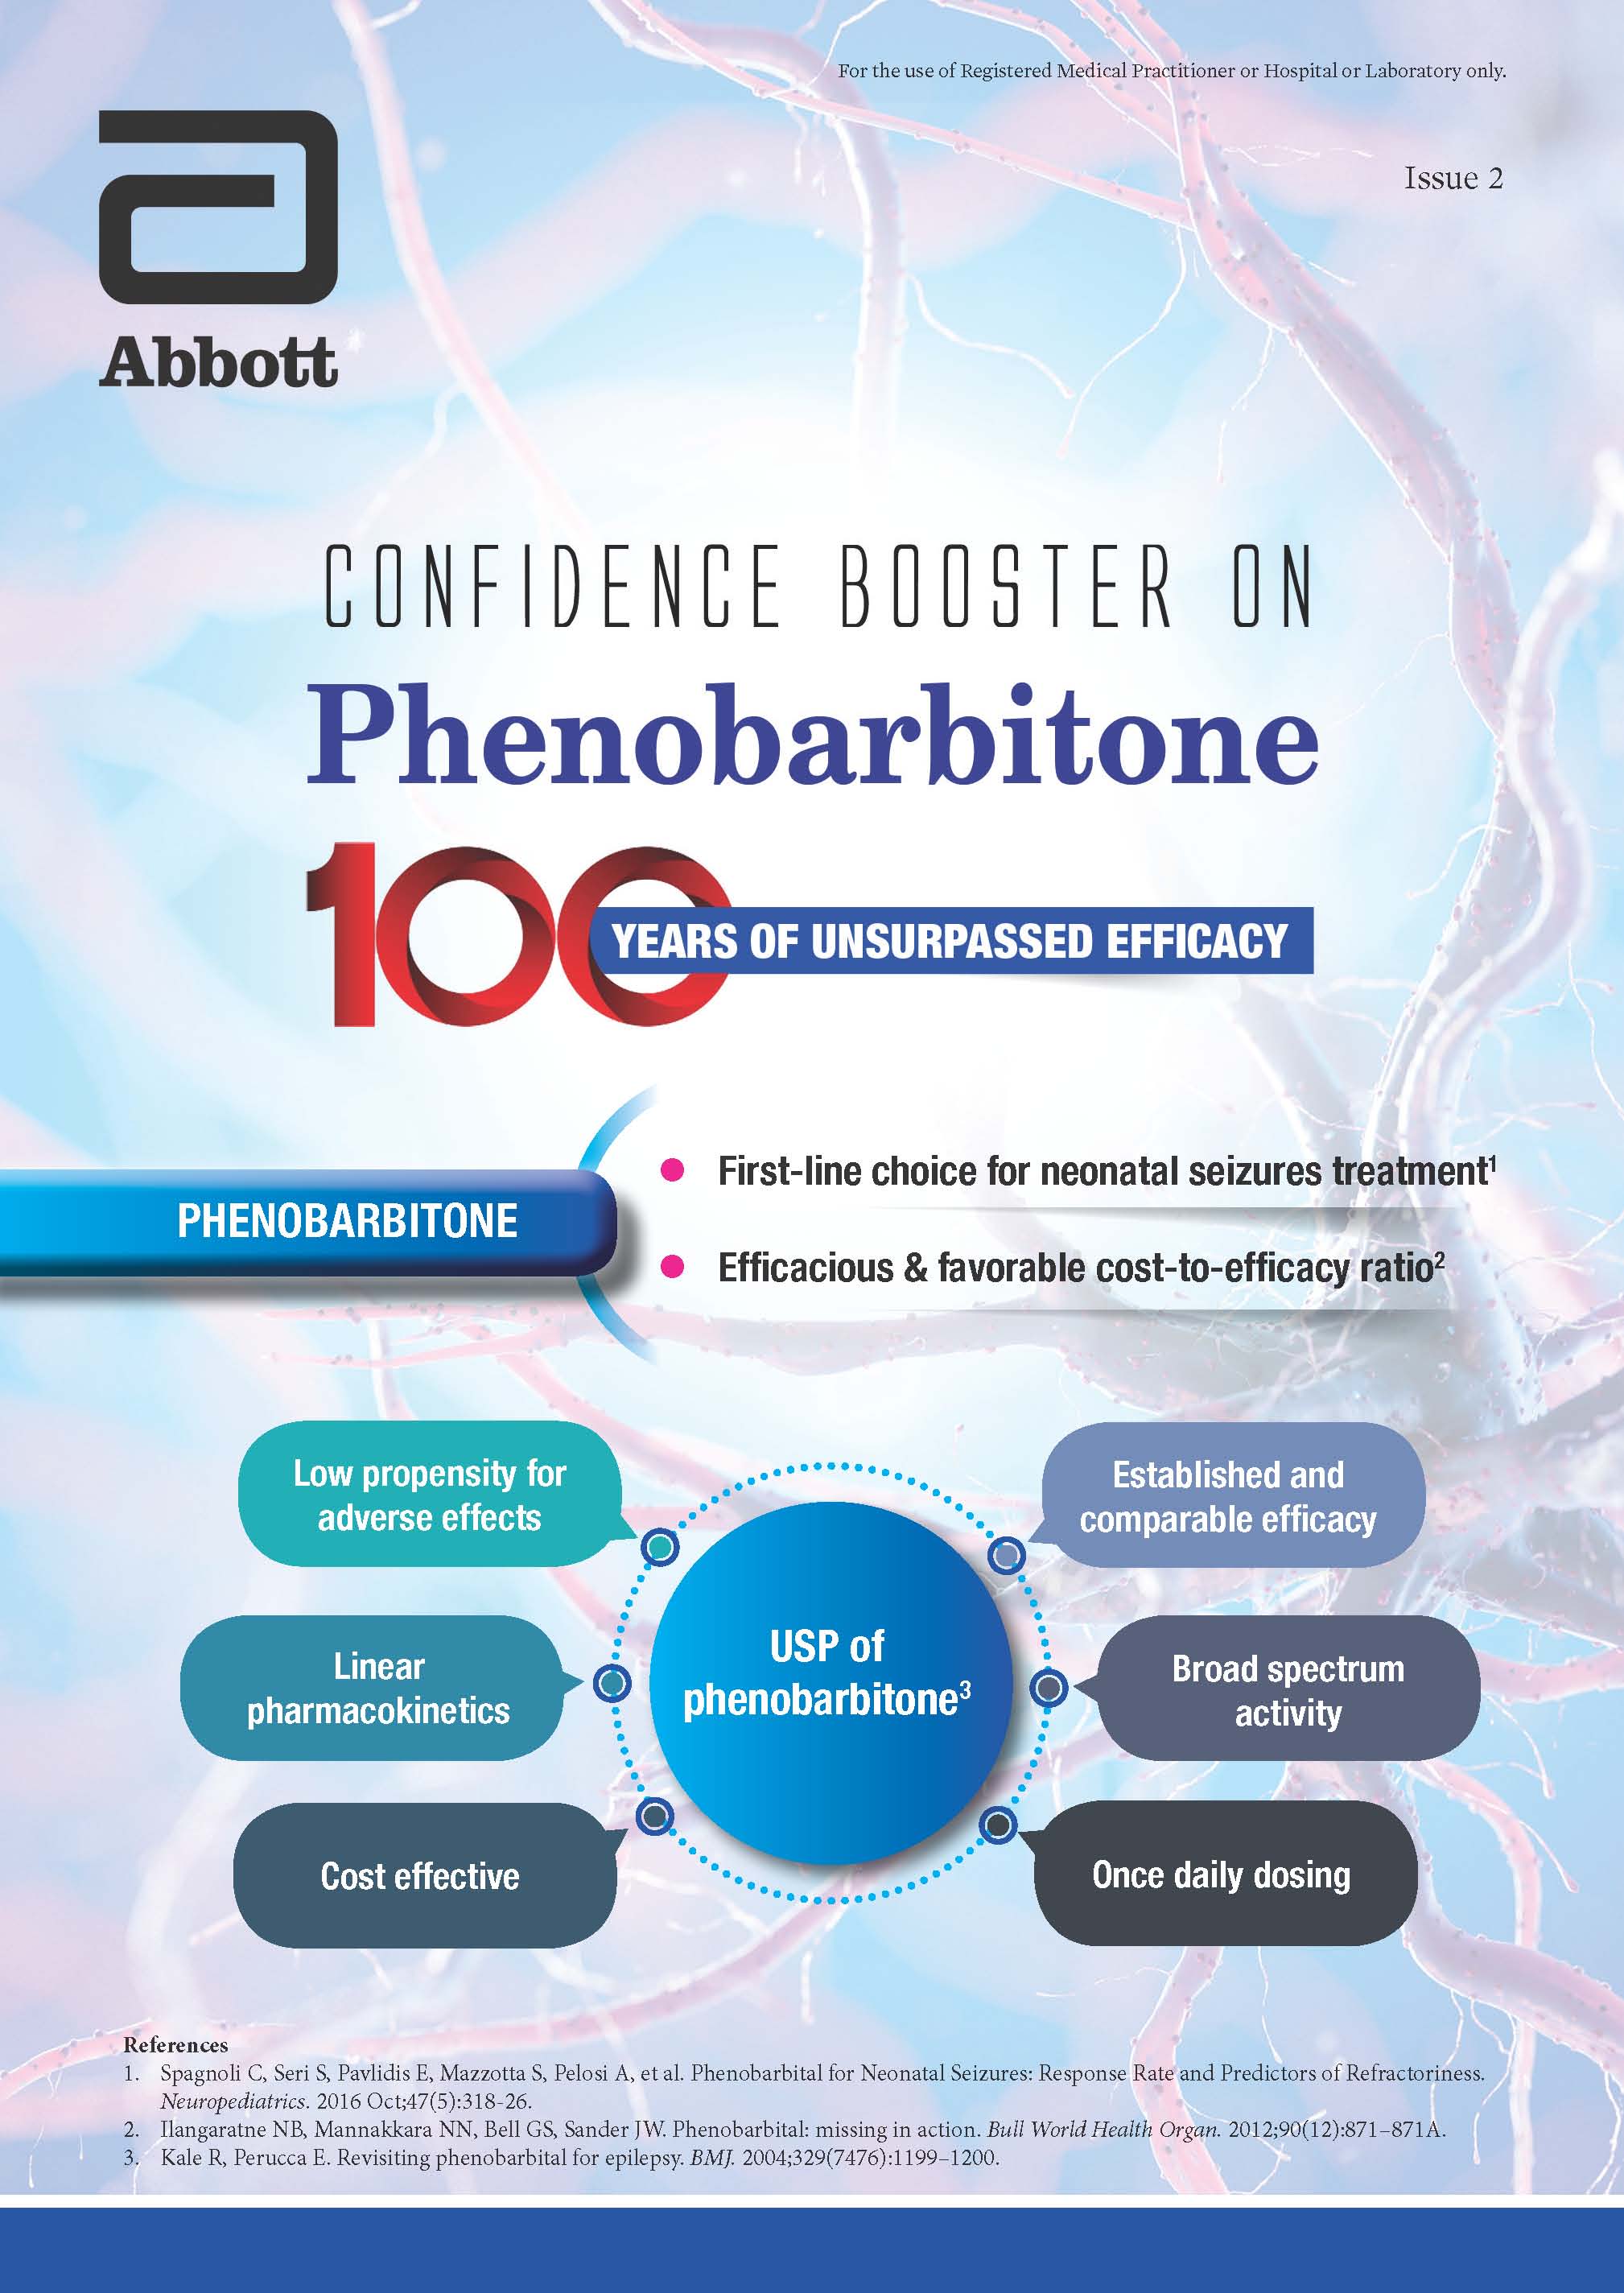 For the use of Registered Medical Practitioner or Hospital or Laboratory only.
Issue 2
Abbott
CONFIDENCE BOOSTER ON
Phenobarbitone
100 YEARS OF UNSURPASSED EFFICACY
PHENOBARBITONE
• First-line choice for neonatal seizures treatment¹
• Efficacious & favorable cost-to-efficacy ratio²
Low propensity for
adverse effects
Established and
comparable efficacy
Linear
pharmacokinetics
USP of
phenobarbitone³
Broad spectrum
activity
Cost effective
Once daily dosing
References
1. Spagnoli C, Seri S, Pavlidis E, Mazzotta S, Pelosi A, et al. Phenobarbital for Neonatal Seizures: Response Rate and Predictors of Refractoriness.
Neuropediatrics. 2016 Oct;47(5):318-26.
2. Ilangaratne NB, Mannakkara NN, Bell GS, Sander JW. Phenobarbital: missing in action. Bull World Health Organ. 2012;90(12):871–871A.
3. Kale R, Perucca E. Revisiting phenobarbital for epilepsy. BMJ. 2004;329(7476):1199–1200.